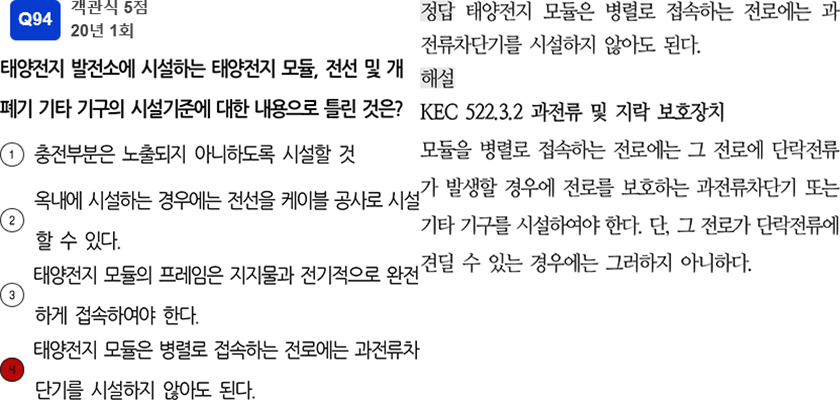 Q94
객관식 5점
20년 1회
태양전지 발전소에 시설하는 태양전지 모듈, 전선 및 개
폐기 기타 기구의 시설기준에 대한 내용으로 틀린 것은?
1 충전부분은 노출되지 아니하도록 시설할 것
2 옥내에 시설하는 경우에는 전선을 케이블 공사로 시설
할 수 있다.
3 태양전지 모듈의 프레임은 지지물과 전기적으로 완전
하게 접속하여야 한다.
4 태양전지 모듈은 병렬로 접속하는 전로에는 과전류차
단기를 시설하지 않아도 된다.
정답 태양전지 모듈은 병렬로 접속하는 전로에는 과
전류차단기를 시설하지 않아도 된다.
해설
KEC 522.3.2 과전류 및 지락 보호장치
모듈을 병렬로 접속하는 전로에는 그 전로에 단락전류
가 발생할 경우에 전로를 보호하는 과전류차단기 또는
기타 기구를 시설하여야 한다. 단, 그 전로가 단락전류에
견딜 수 있는 경우에는 그러하지 아니하다.